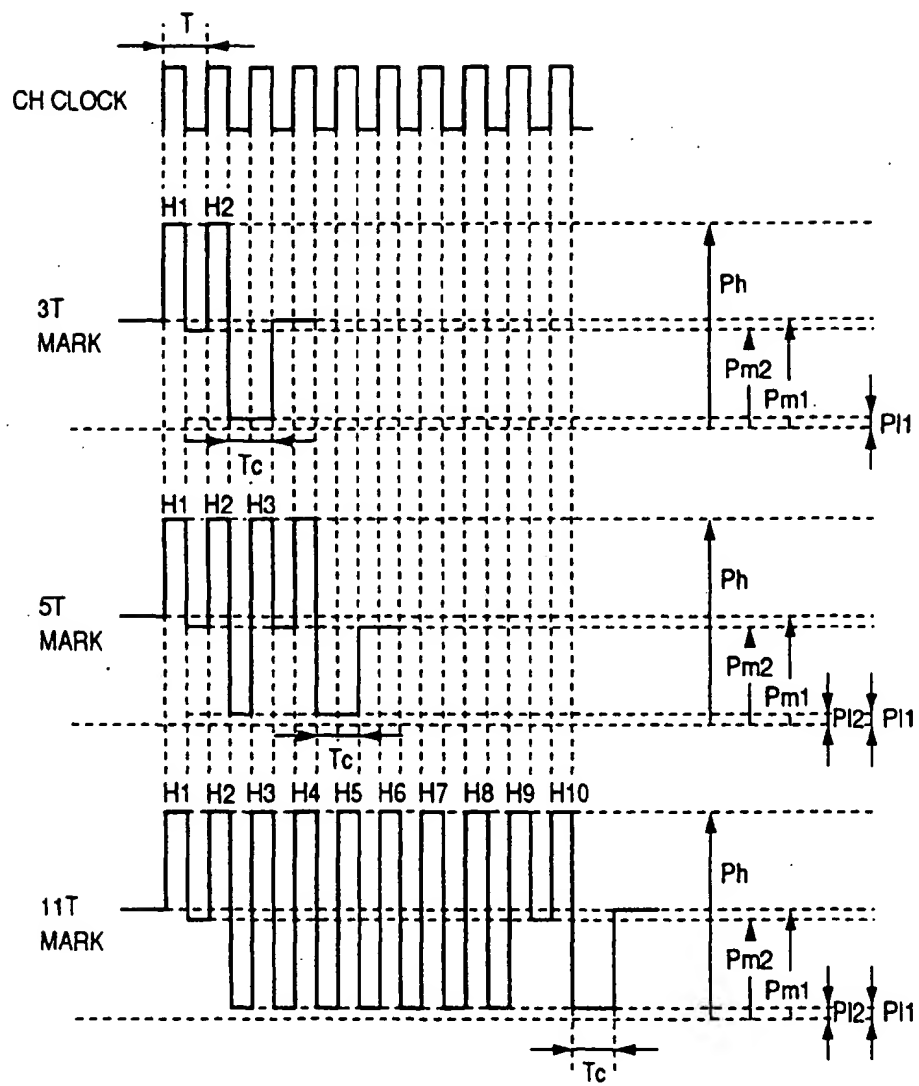 T
CH CLOCK
H1 H2
3T
MARK
Ph
Pm2
Pm1
Pl1
Tc
H1 H2 H3
5T
MARK
Ph
Pm2
Pm1
Pl2
Pl1
Tc
H1 H2 H3 H4 H5 H6 H7 H8 H9 H10
11T
MARK
Ph
Pm2
Pm1
Pl2
Pl1
Tc